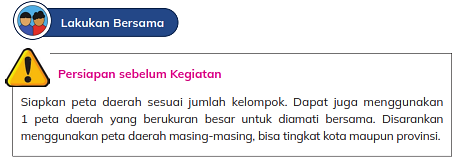 Lakukan Bersama
Persiapan sebelum Kegiatan
Siapkan peta daerah sesuai jumlah kelompok. Dapat juga menggunakan
1 peta daerah yang berukuran besar untuk diamati bersama. Disarankan
menggunakan peta daerah masing-masing, bisa tingkat kota maupun provinsi.